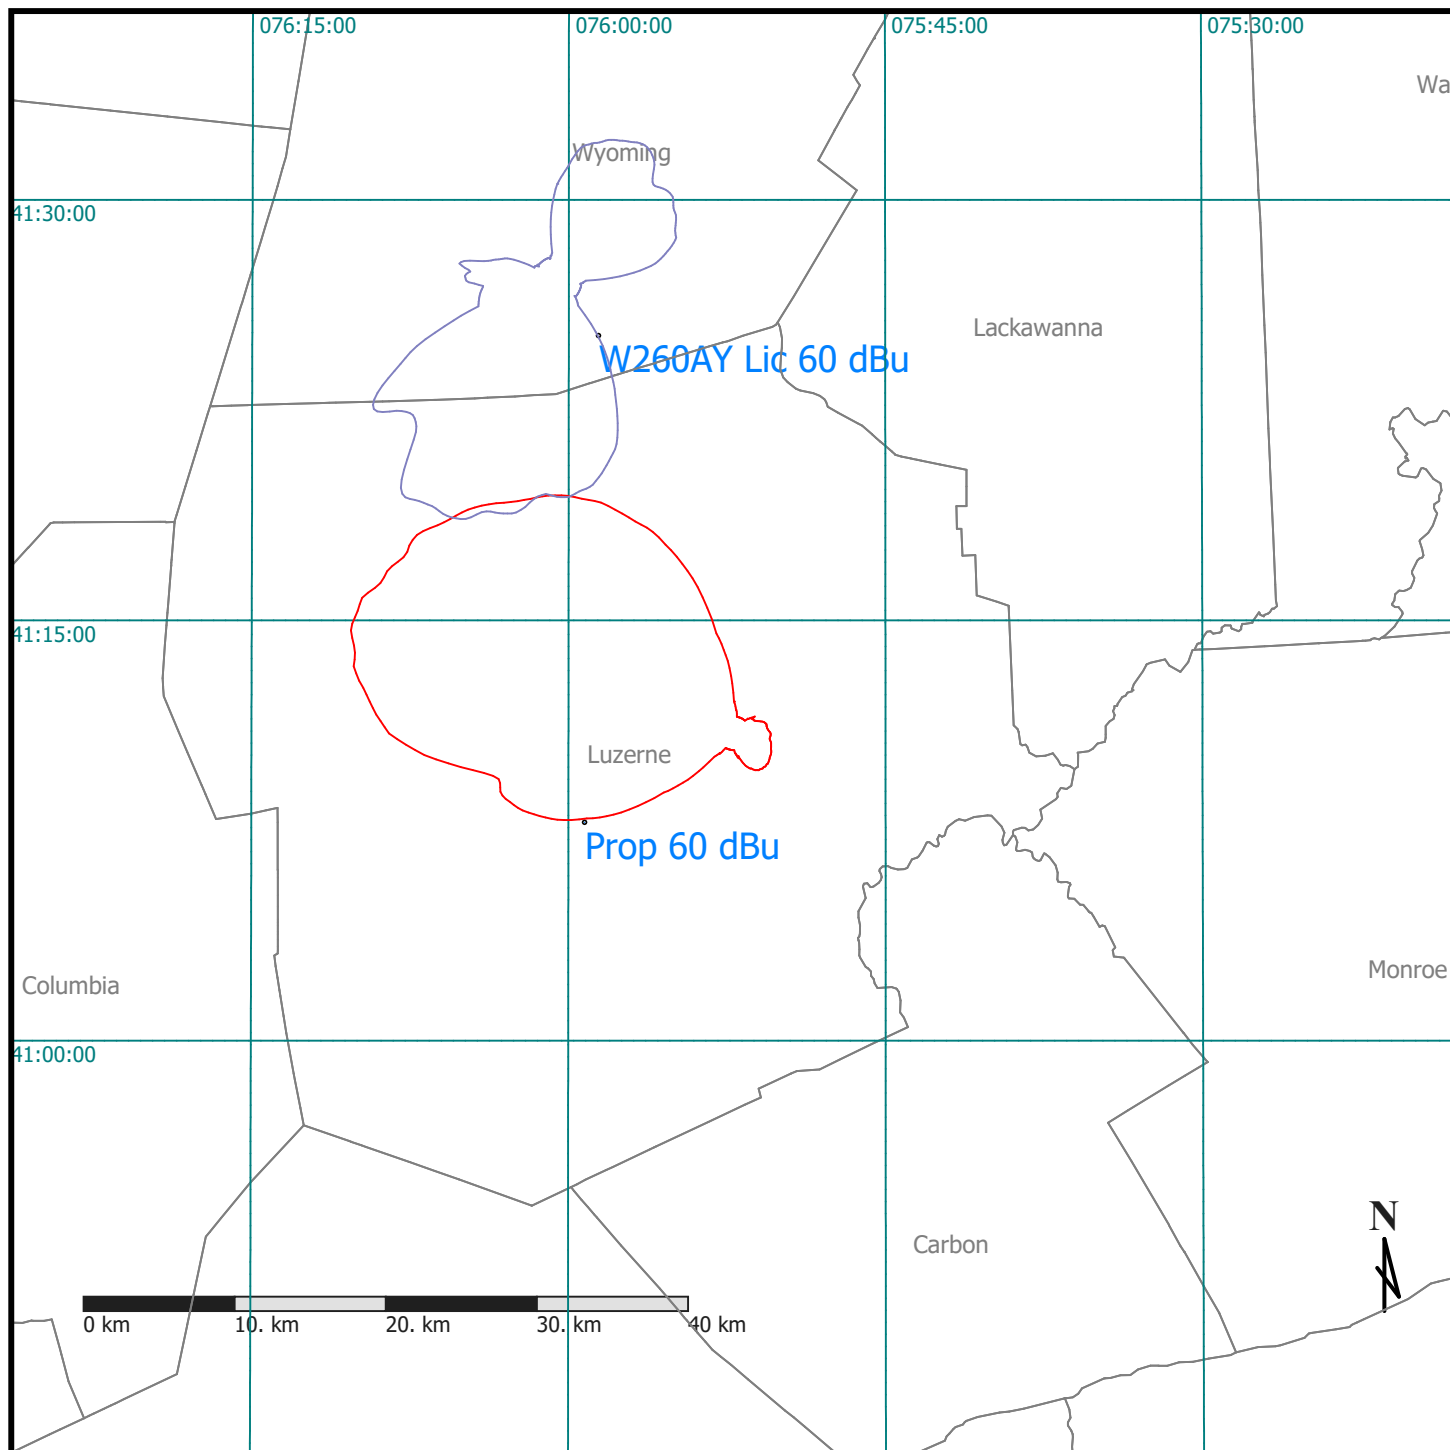 076:15:00
076:00:00
075:45:00
075:30:00
Wa
Wyoming
41:30:00
Lackawanna
W260AY Lic 60 dBu
41:15:00
Luzerne
Prop 60 dBu
Columbia
Monroe
41:00:00
N
Carbon
0 km
10. km
20. km
30. km
40 km